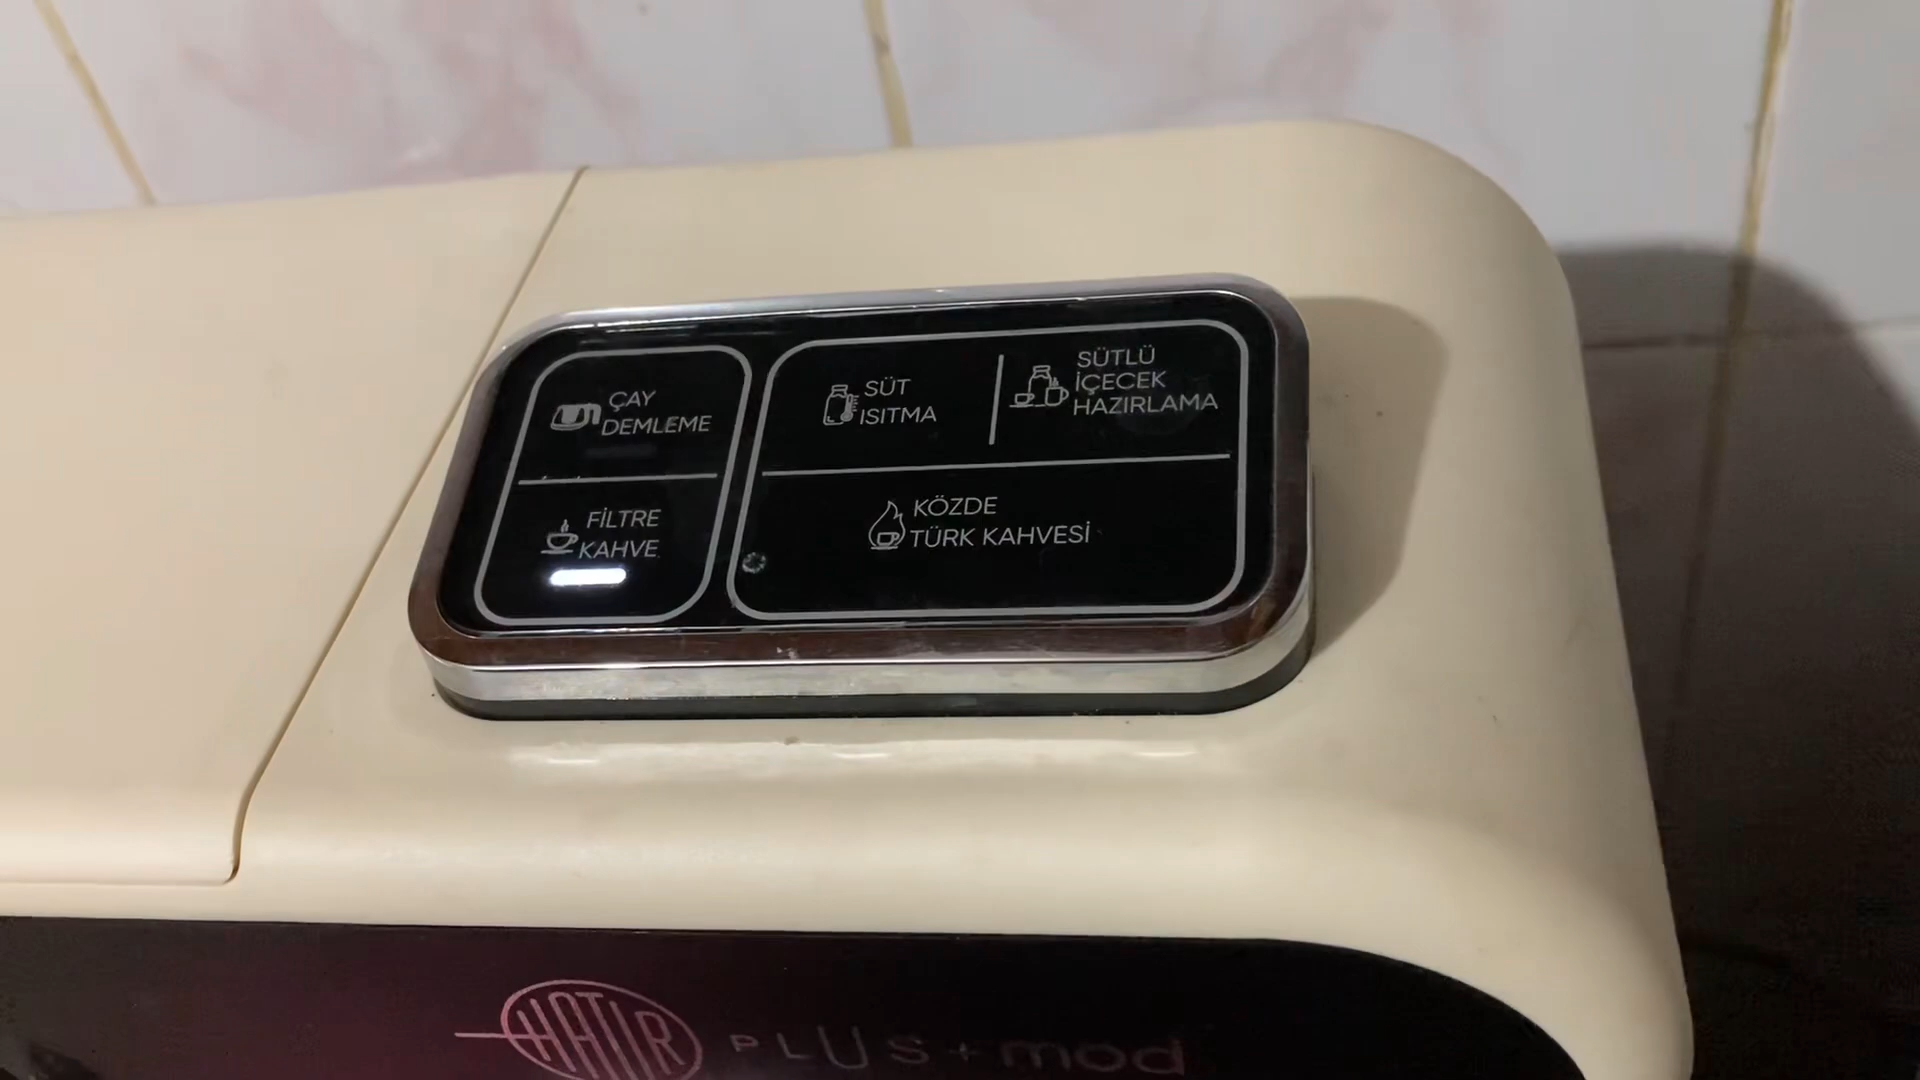 ÇAY
DEMLEME
FİLTRE
KAHVE
SÜT
ISITMA
SÜTLÜ
İÇECEK
HAZIRLAMA
KÖZDE
TÜRK KAHVESİ
HATIR PLUS+mod